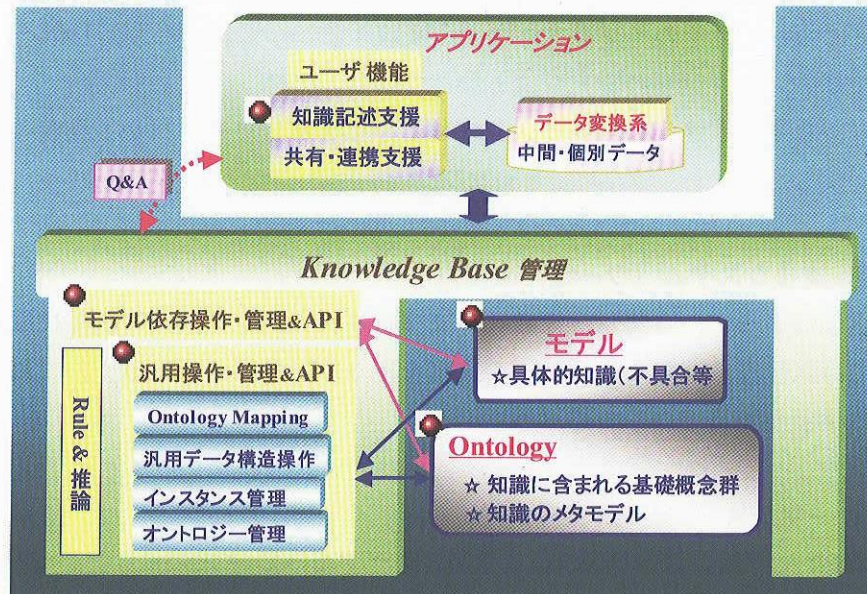 アプリケーション
ユーザ 機能
知識記述支援
共有・連携支援
データ変換系
中間・個別データ
Q&A
Knowledge Base 管理
モデル依存操作・管理&API
Rule & 推論
汎用操作・管理&API
Ontology Mapping
汎用データ構造操作
インスタンス管理
オントロジー管理
モデル
☆具体的知識(不具合等
Ontology
☆ 知識に含まれる基礎概念群
☆ 知識のメタモデル